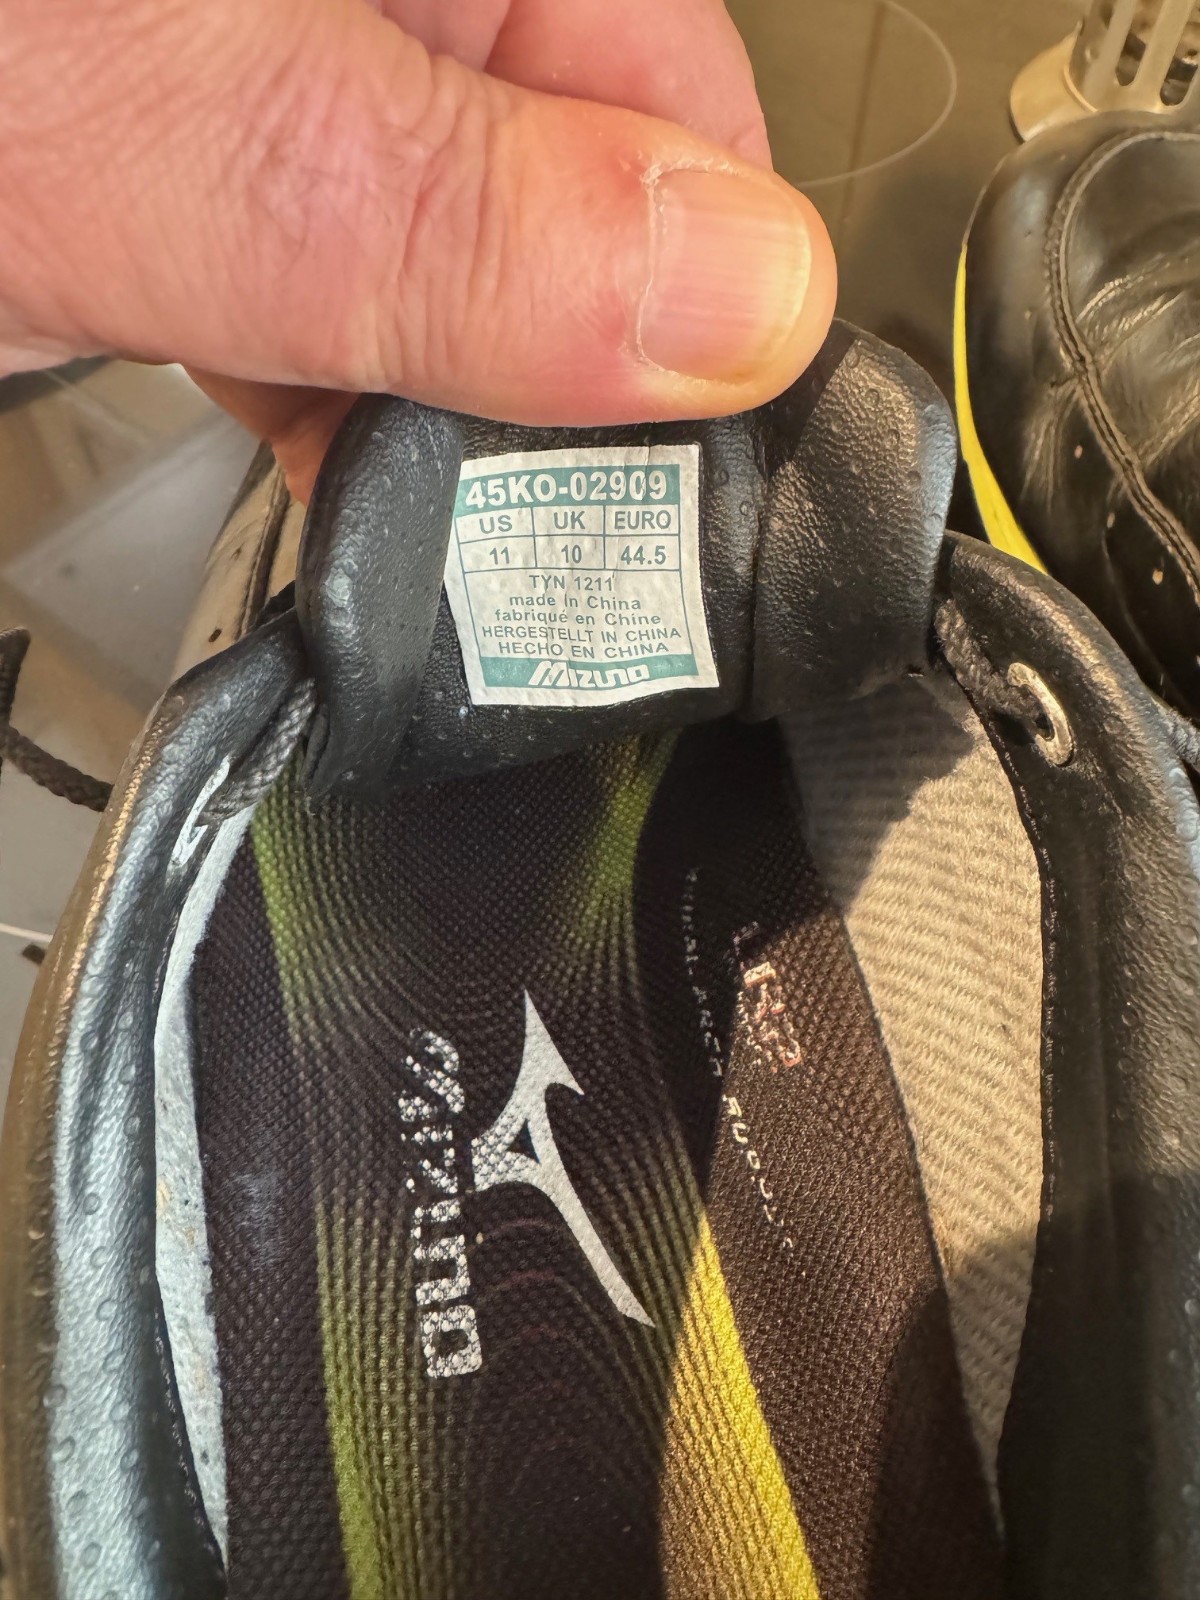 45KO-02909
US UK EURO
11 10 44.5
TYN 1211
made in China
fabriqué en Chine
HERGESTELLT IN CHINA
HECHO EN CHINA
Mizuno
Mizuno